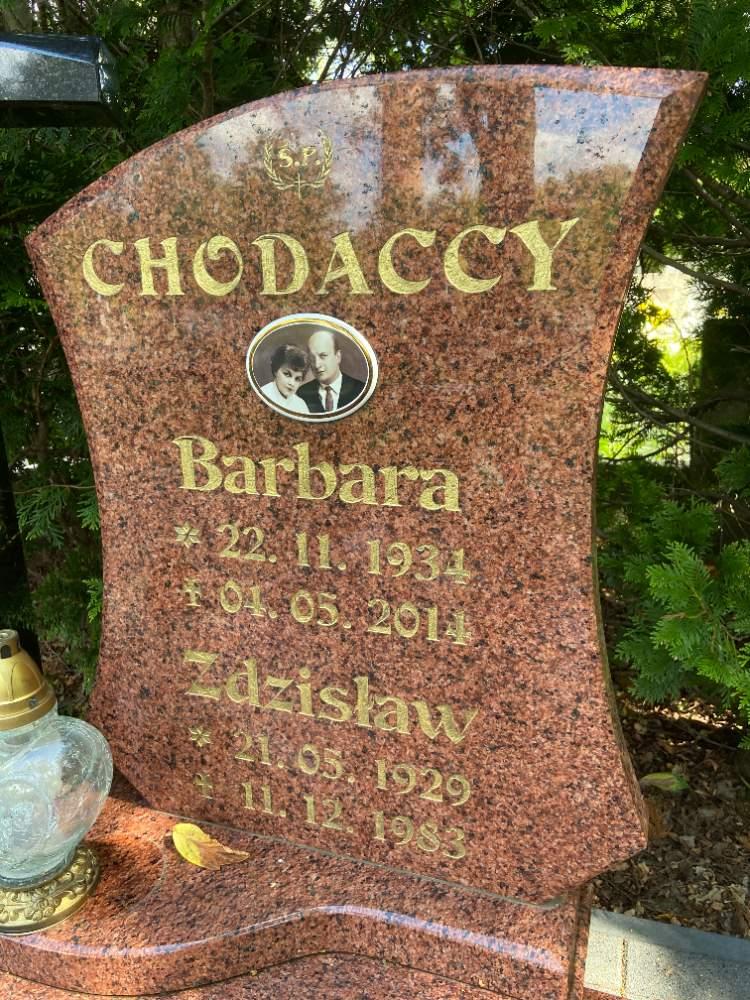 Ś.P.
CHODACCY
Barbara
* 22. 11. 1934
✝ 04. 05. 2014
Zdzisław
* 21. 05. 1929
✝ 11. 12. 1983